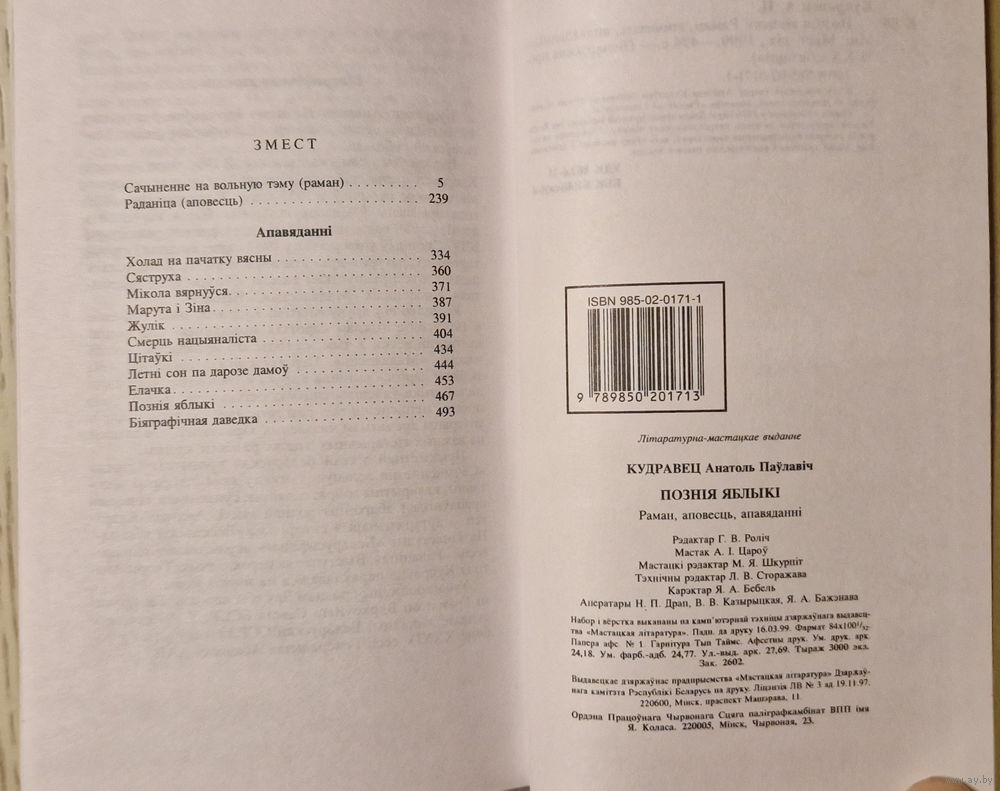 ЗМЕСТ
Сачыненне на вольную тэму (раман) . . . . . . . . . 5
Раданіца (аповесць) . . . . . . . . . . . . . . . . . . . . . 239
Апавяданні
Холад на пачатку вясны . . . . . . . . . . . . . . . . . . 334
Сяструха . . . . . . . . . . . . . . . . . . . . . . . . . . . . 360
Мікола вярнуўся. . . . . . . . . . . . . . . . . . . . . . . 371
Марута і Зіна. . . . . . . . . . . . . . . . . . . . . . . . . 387
Жулік . . . . . . . . . . . . . . . . . . . . . . . . . . . . . . 391
Смерць нацыяналіста . . . . . . . . . . . . . . . . . . . 404
Цітаўкі . . . . . . . . . . . . . . . . . . . . . . . . . . . . . 434
Летні сон па дарозе дамоў . . . . . . . . . . . . . . . . 444
Елачка. . . . . . . . . . . . . . . . . . . . . . . . . . . . . . 453
Познія яблыкі . . . . . . . . . . . . . . . . . . . . . . . . 467
Біяграфічная даведка . . . . . . . . . . . . . . . . . . . 493
ISBN 985-02-0171-1
9 789850 201713
Літаратурна-мастацкае выданне
КУДРАВЕЦ Анатоль Паўлавіч
ПОЗНІЯ ЯБЛЫКІ
Раман, аповесць, апавяданні
Рэдактар Г. В. Роліч
Мастак А. І. Цароў
Мастацкі рэдактар М. Я. Шкурпіт
Тэхнічны рэдактар Л. В. Сторажава
Карэктар Я. А. Бебель
Аператары Н. П. Драп, В. В. Казырыцкая, Я. А. Бажэнава
Набор і вёрстка выкананы на камп'ютэрнай тэхніцы дзяржаўнага выдавец-
тва «Мастацкая літаратура». Падп. да друку 16.03.99. Фармат 84х100¹/₃₂.
Папера афс. № 1. Гарнітура Тып Таймс. Афсетны друк. Ум. друк. арк.
24,18. Ум. фарб.-адб. 24,77. Ул.-выд. арк. 27,69. Тыраж 3000 экз.
Зак. 2602.
Выдавецкае дзяржаўнае прадпрыемства «Мастацкая літаратура» Дзяржаў-
нага камітэта Рэспублікі Беларусь па друку. Ліцэнзія ЛВ № 3 ад 19.11.97.
220600, Мінск, праспект Машэрава, 11.
Ордэна Працоўнага Чырвонага Сцяга паліграфкамбінат ВПП імя
Я. Коласа. 220005, Мінск, Чырвоная, 23.
www.ay.by